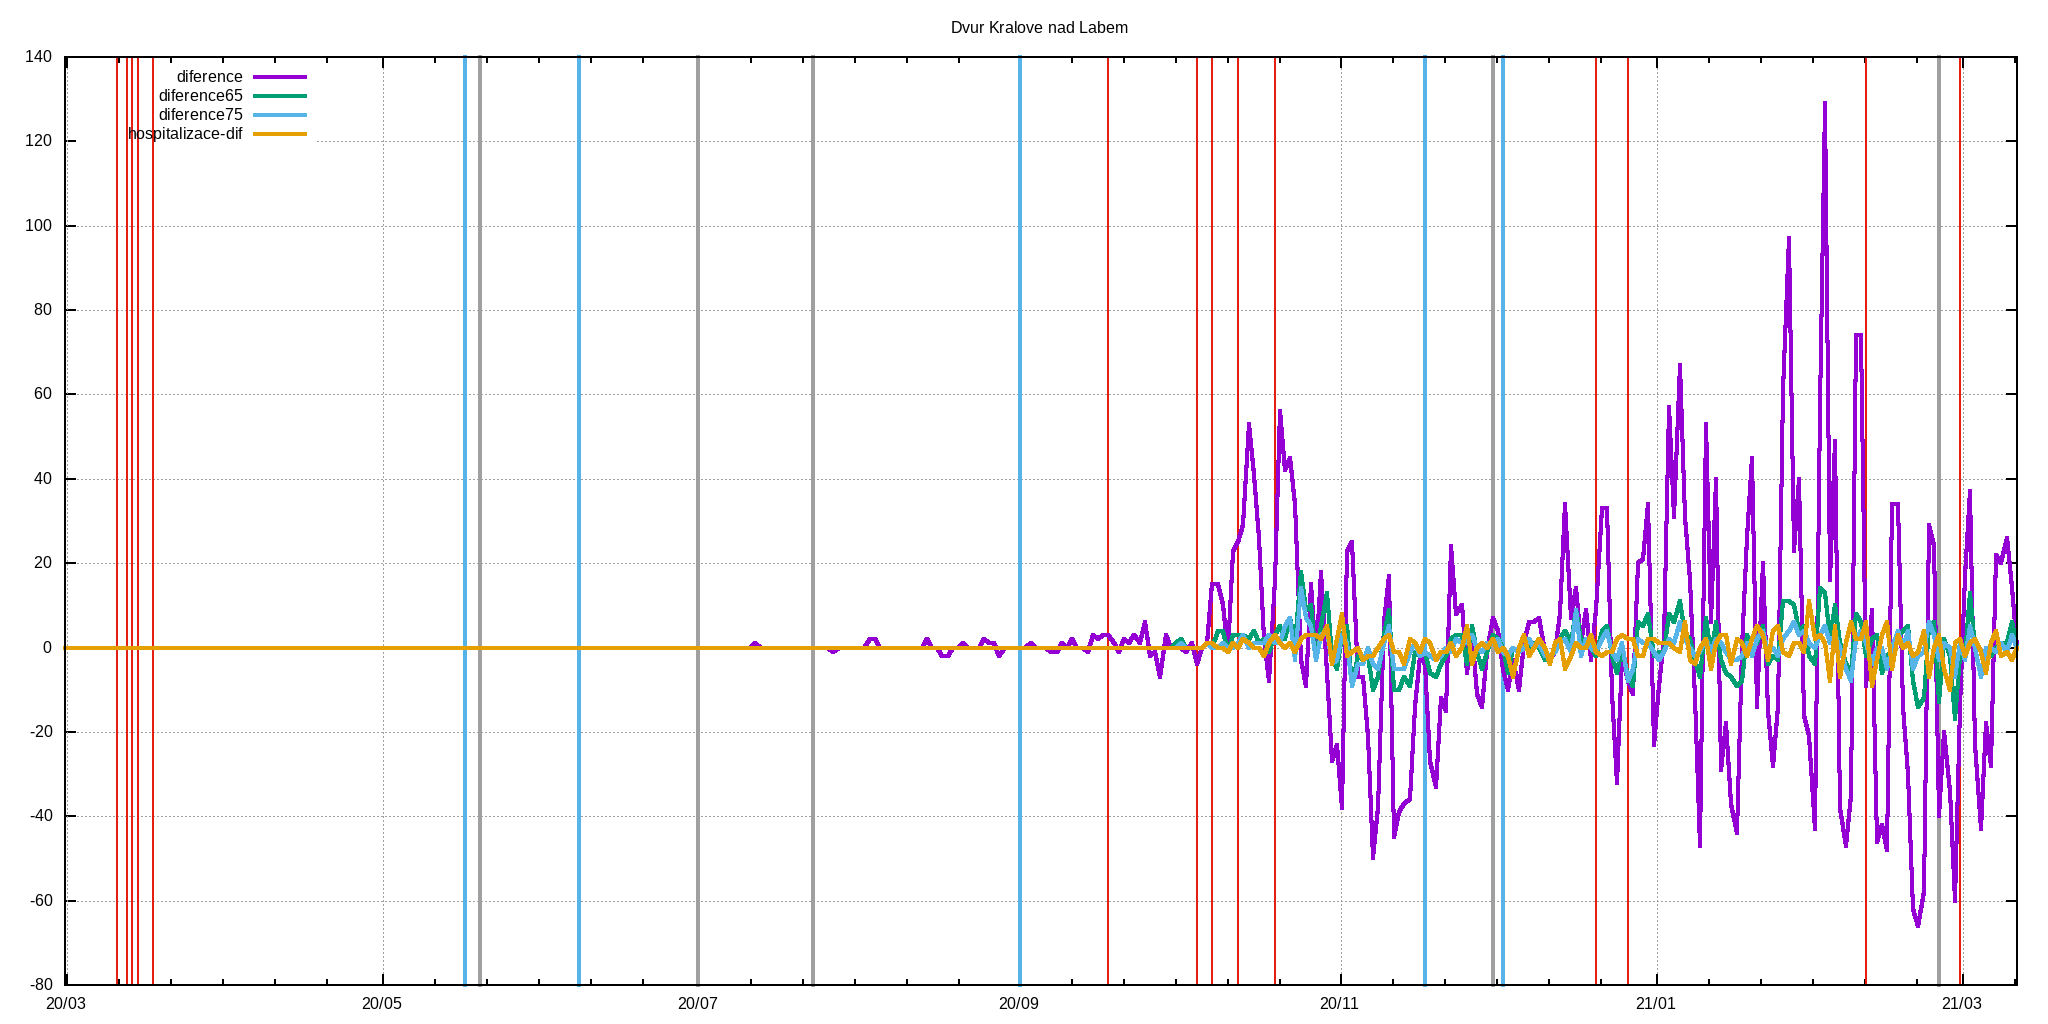 Dvur Kralove nad Labem
140
120
100
80
60
40
20
0
-20
-40
-60
-80
diference
diference65
diference75
hospitalizace-dif
20/03 20/05 20/07 20/09 20/11 21/01 21/03